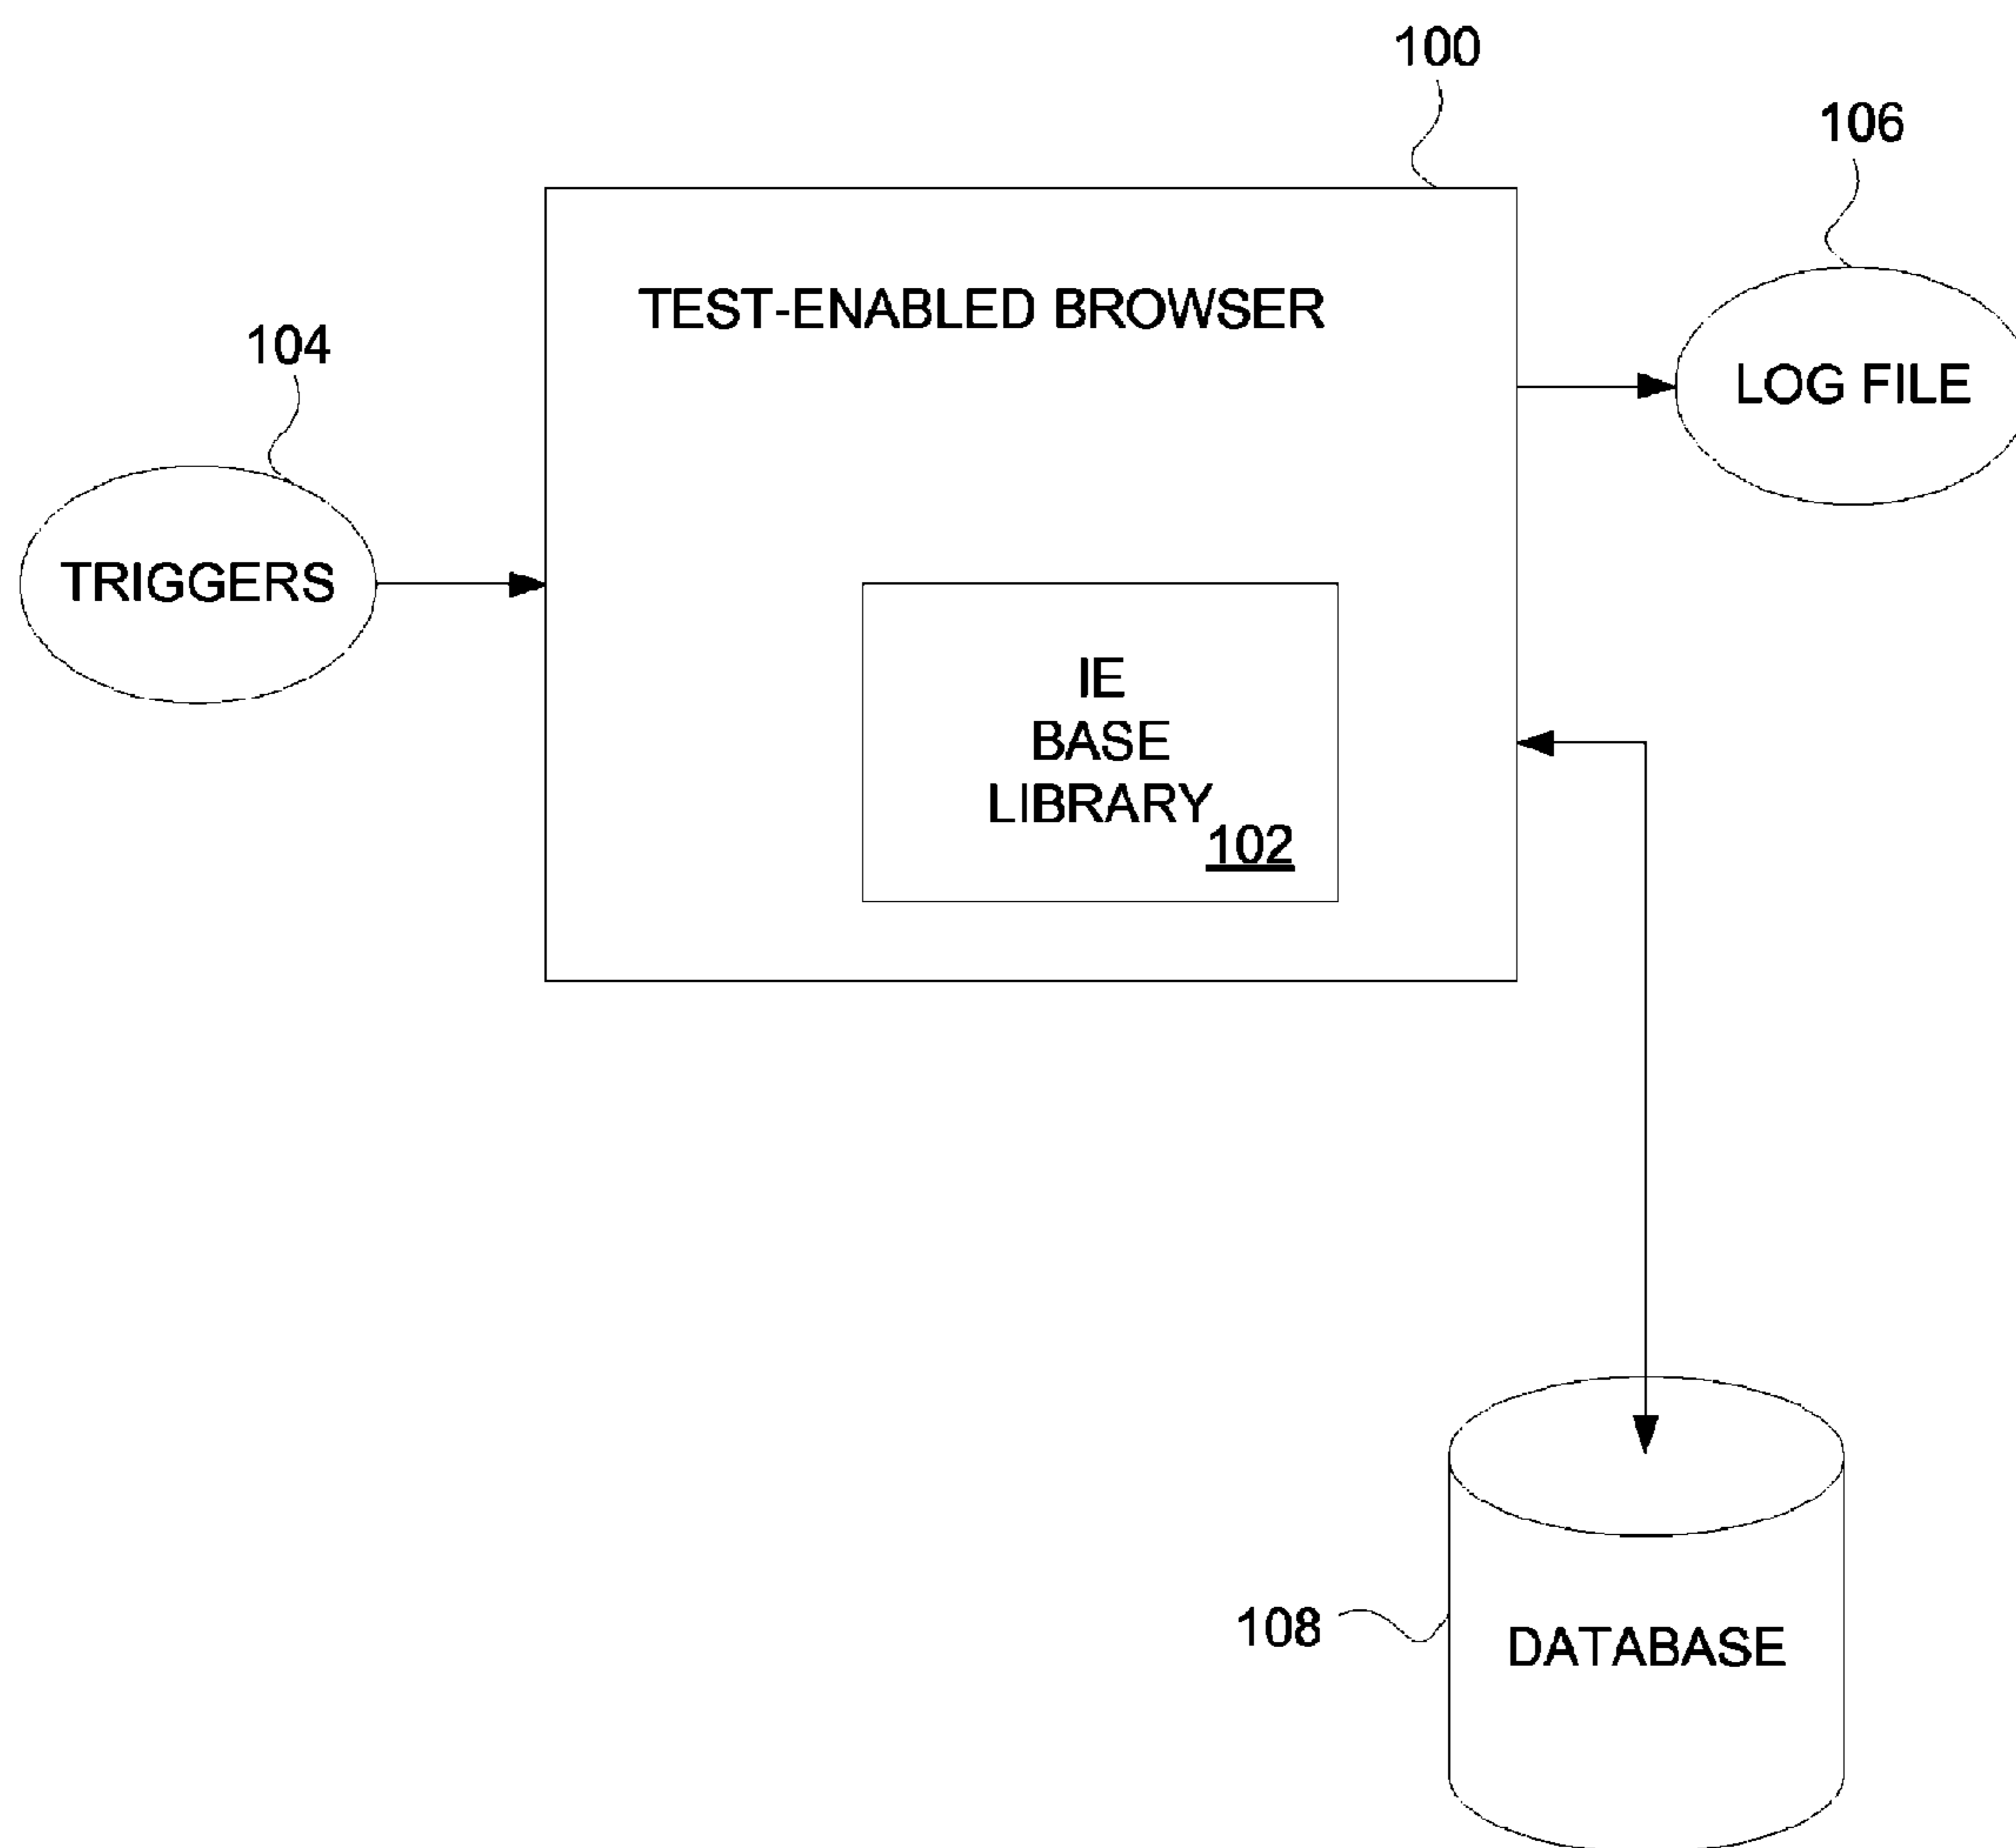 100
106
TEST-ENABLED BROWSER
104
LOG FILE
TRIGGERS
IE
BASE
LIBRARY
102
108
DATABASE